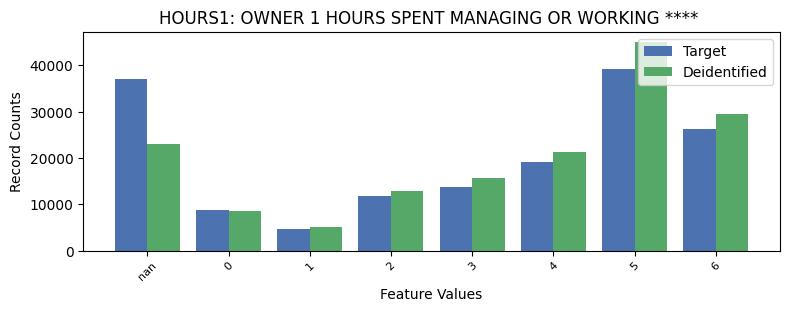 HOURS1: OWNER 1 HOURS SPENT MANAGING OR WORKING ****
Target
Deidentified
Record Counts
40000
30000
20000
10000
0
nan 0 1 2 3 4 5 6
Feature Values